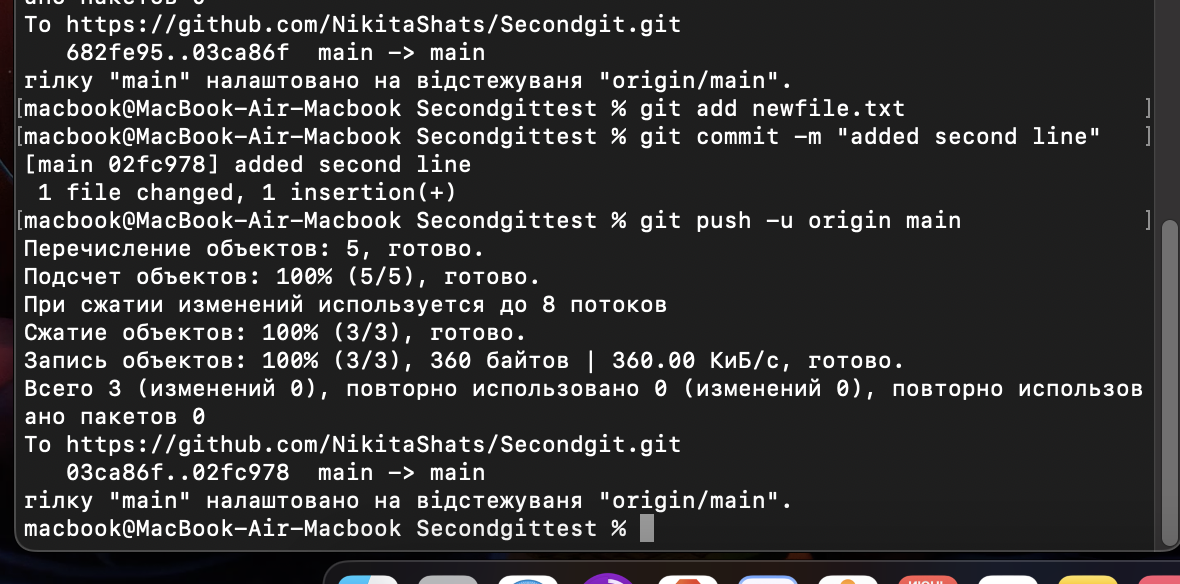 ано пакетов 0
To https://github.com/NikitaShats/Secondgit.git
   682fe95..03ca86f  main -> main
гілку "main" налаштовано на відстежуваня "origin/main".
[macbook@MacBook-Air-Macbook Secondgittest % git add newfile.txt ]
[macbook@MacBook-Air-Macbook Secondgittest % git commit -m "added second line" ]
[main 02fc978] added second line
 1 file changed, 1 insertion(+)
[macbook@MacBook-Air-Macbook Secondgittest % git push -u origin main ]
Перечисление объектов: 5, готово.
Подсчет объектов: 100% (5/5), готово.
При сжатии изменений используется до 8 потоков
Сжатие объектов: 100% (3/3), готово.
Запись объектов: 100% (3/3), 360 байтов | 360.00 КиБ/с, готово.
Всего 3 (изменений 0), повторно использовано 0 (изменений 0), повторно использов
ано пакетов 0
To https://github.com/NikitaShats/Secondgit.git
   03ca86f..02fc978  main -> main
гілку "main" налаштовано на відстежуваня "origin/main".
macbook@MacBook-Air-Macbook Secondgittest %